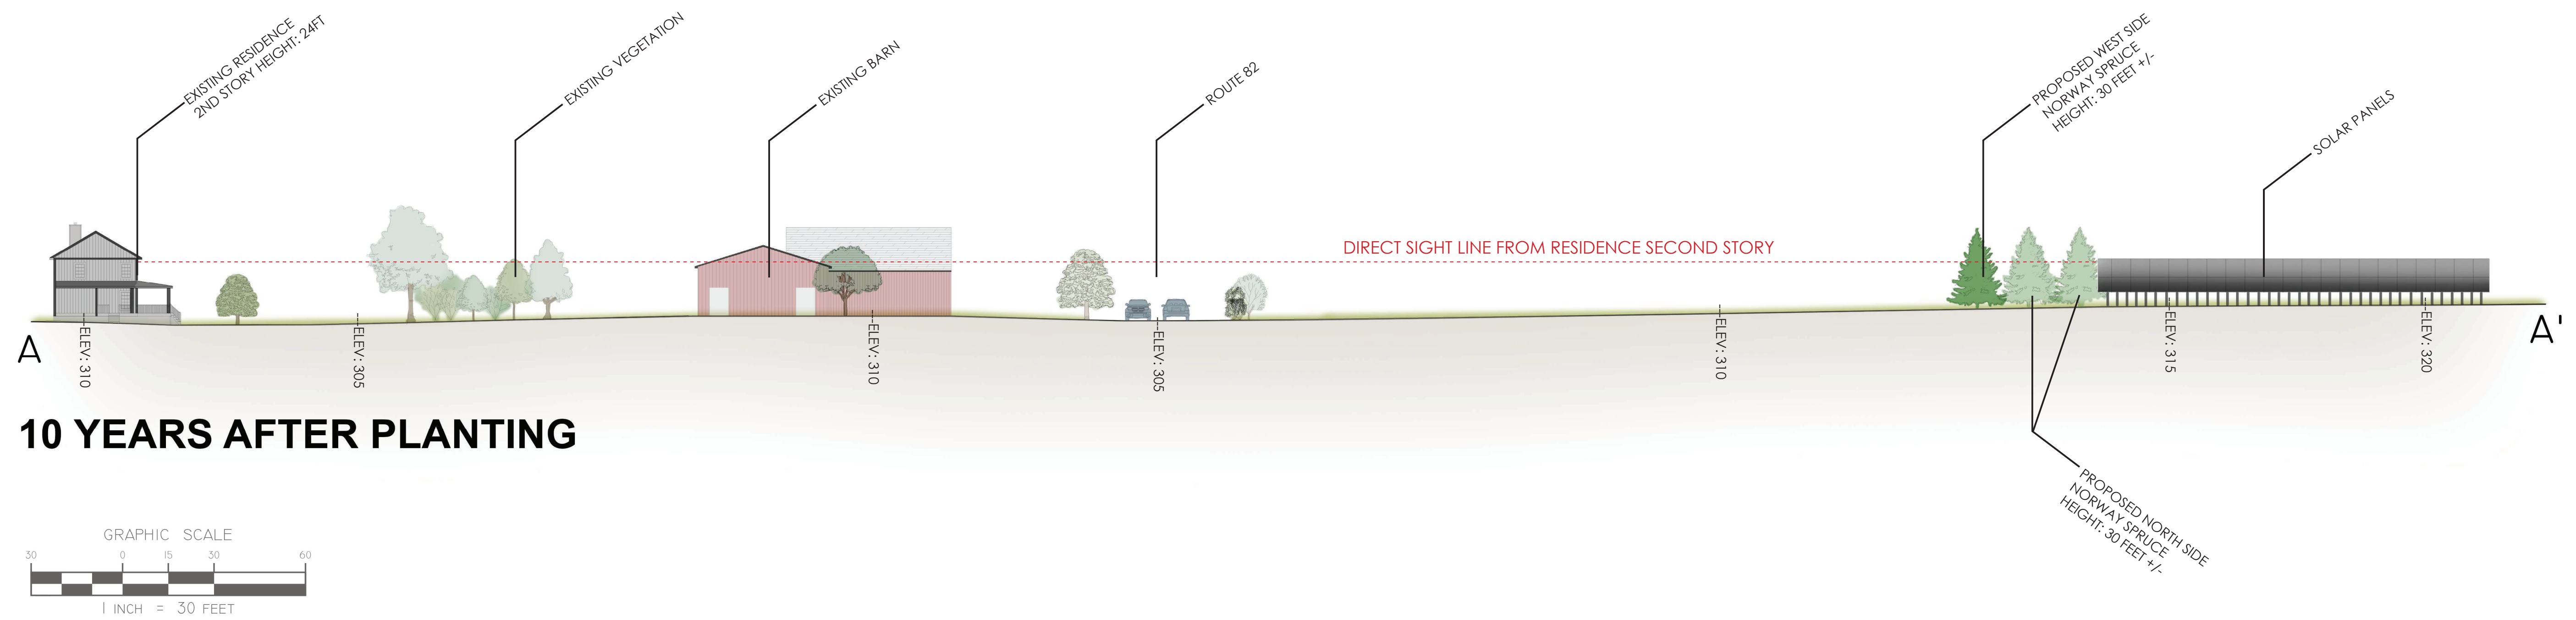 EXISTING RESIDENCE
2ND STORY HEIGHT: 24FT
EXISTING VEGETATION
EXISTING BARN
ROUTE 82
PROPOSED WEST SIDE
NORWAY SPRUCE
HEIGHT: 30 FEET +/-
SOLAR PANELS
DIRECT SIGHT LINE FROM RESIDENCE SECOND STORY
A
ELEV: 310
ELEV: 305
ELEV: 310
ELEV: 305
ELEV: 310
ELEV: 315
ELEV: 320
A'
10 YEARS AFTER PLANTING
PROPOSED NORTH SIDE
NORWAY SPRUCE
HEIGHT: 30 FEET +/-
GRAPHIC SCALE
30 0 15 30 60
1 INCH = 30 FEET